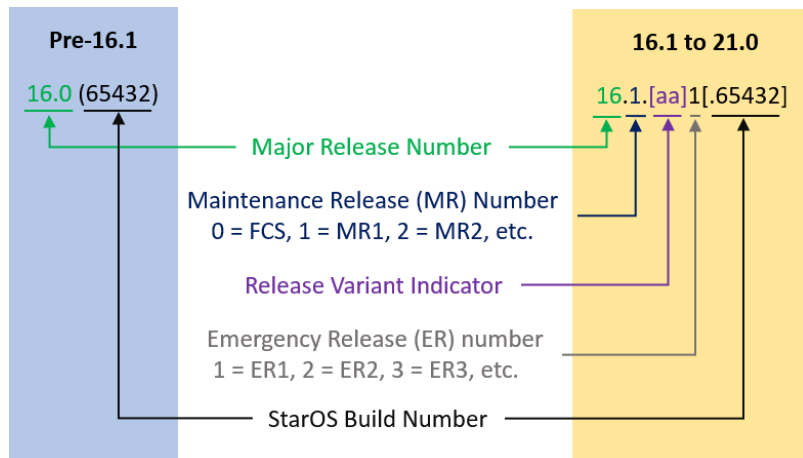 Pre-16.1
16.1 to 21.0
16.0 (65432)
16.1.[aa]1[.65432]
Major Release Number
Maintenance Release (MR) Number
0 = FCS, 1 = MR1, 2 = MR2, etc.
Release Variant Indicator
Emergency Release (ER) number
1 = ER1, 2 = ER2, 3 = ER3, etc.
StarOS Build Number